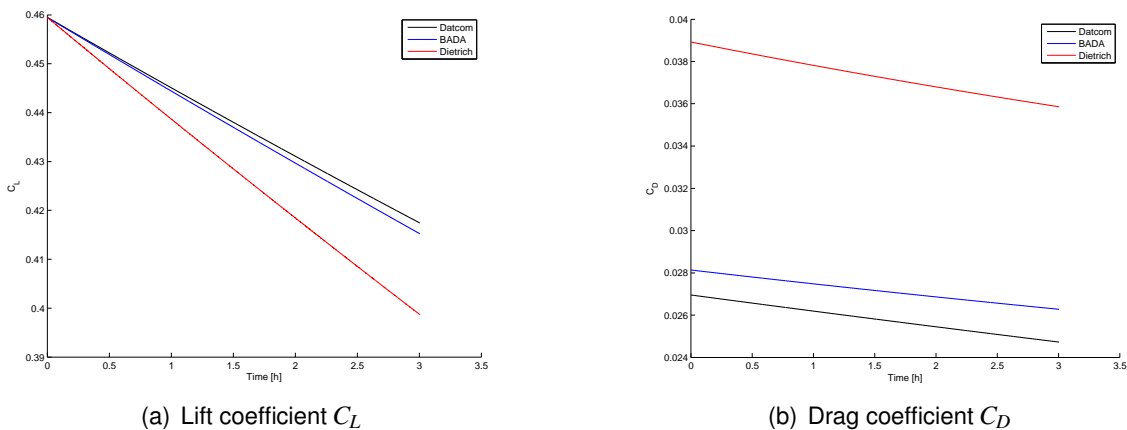 0.46
0.45
0.44
0.43
0.42
0.41
0.4
0.39
C_L
0 0.5 1 1.5 2 2.5 3 3.5
Time [h]
Datcom
BADA
Dietrich
(a) Lift coefficient C_L
0.04
0.038
0.036
0.034
0.032
0.03
0.028
0.026
0.024
C_D
0 0.5 1 1.5 2 2.5 3 3.5
Time [h]
Datcom
BADA
Dietrich
(b) Drag coefficient C_D